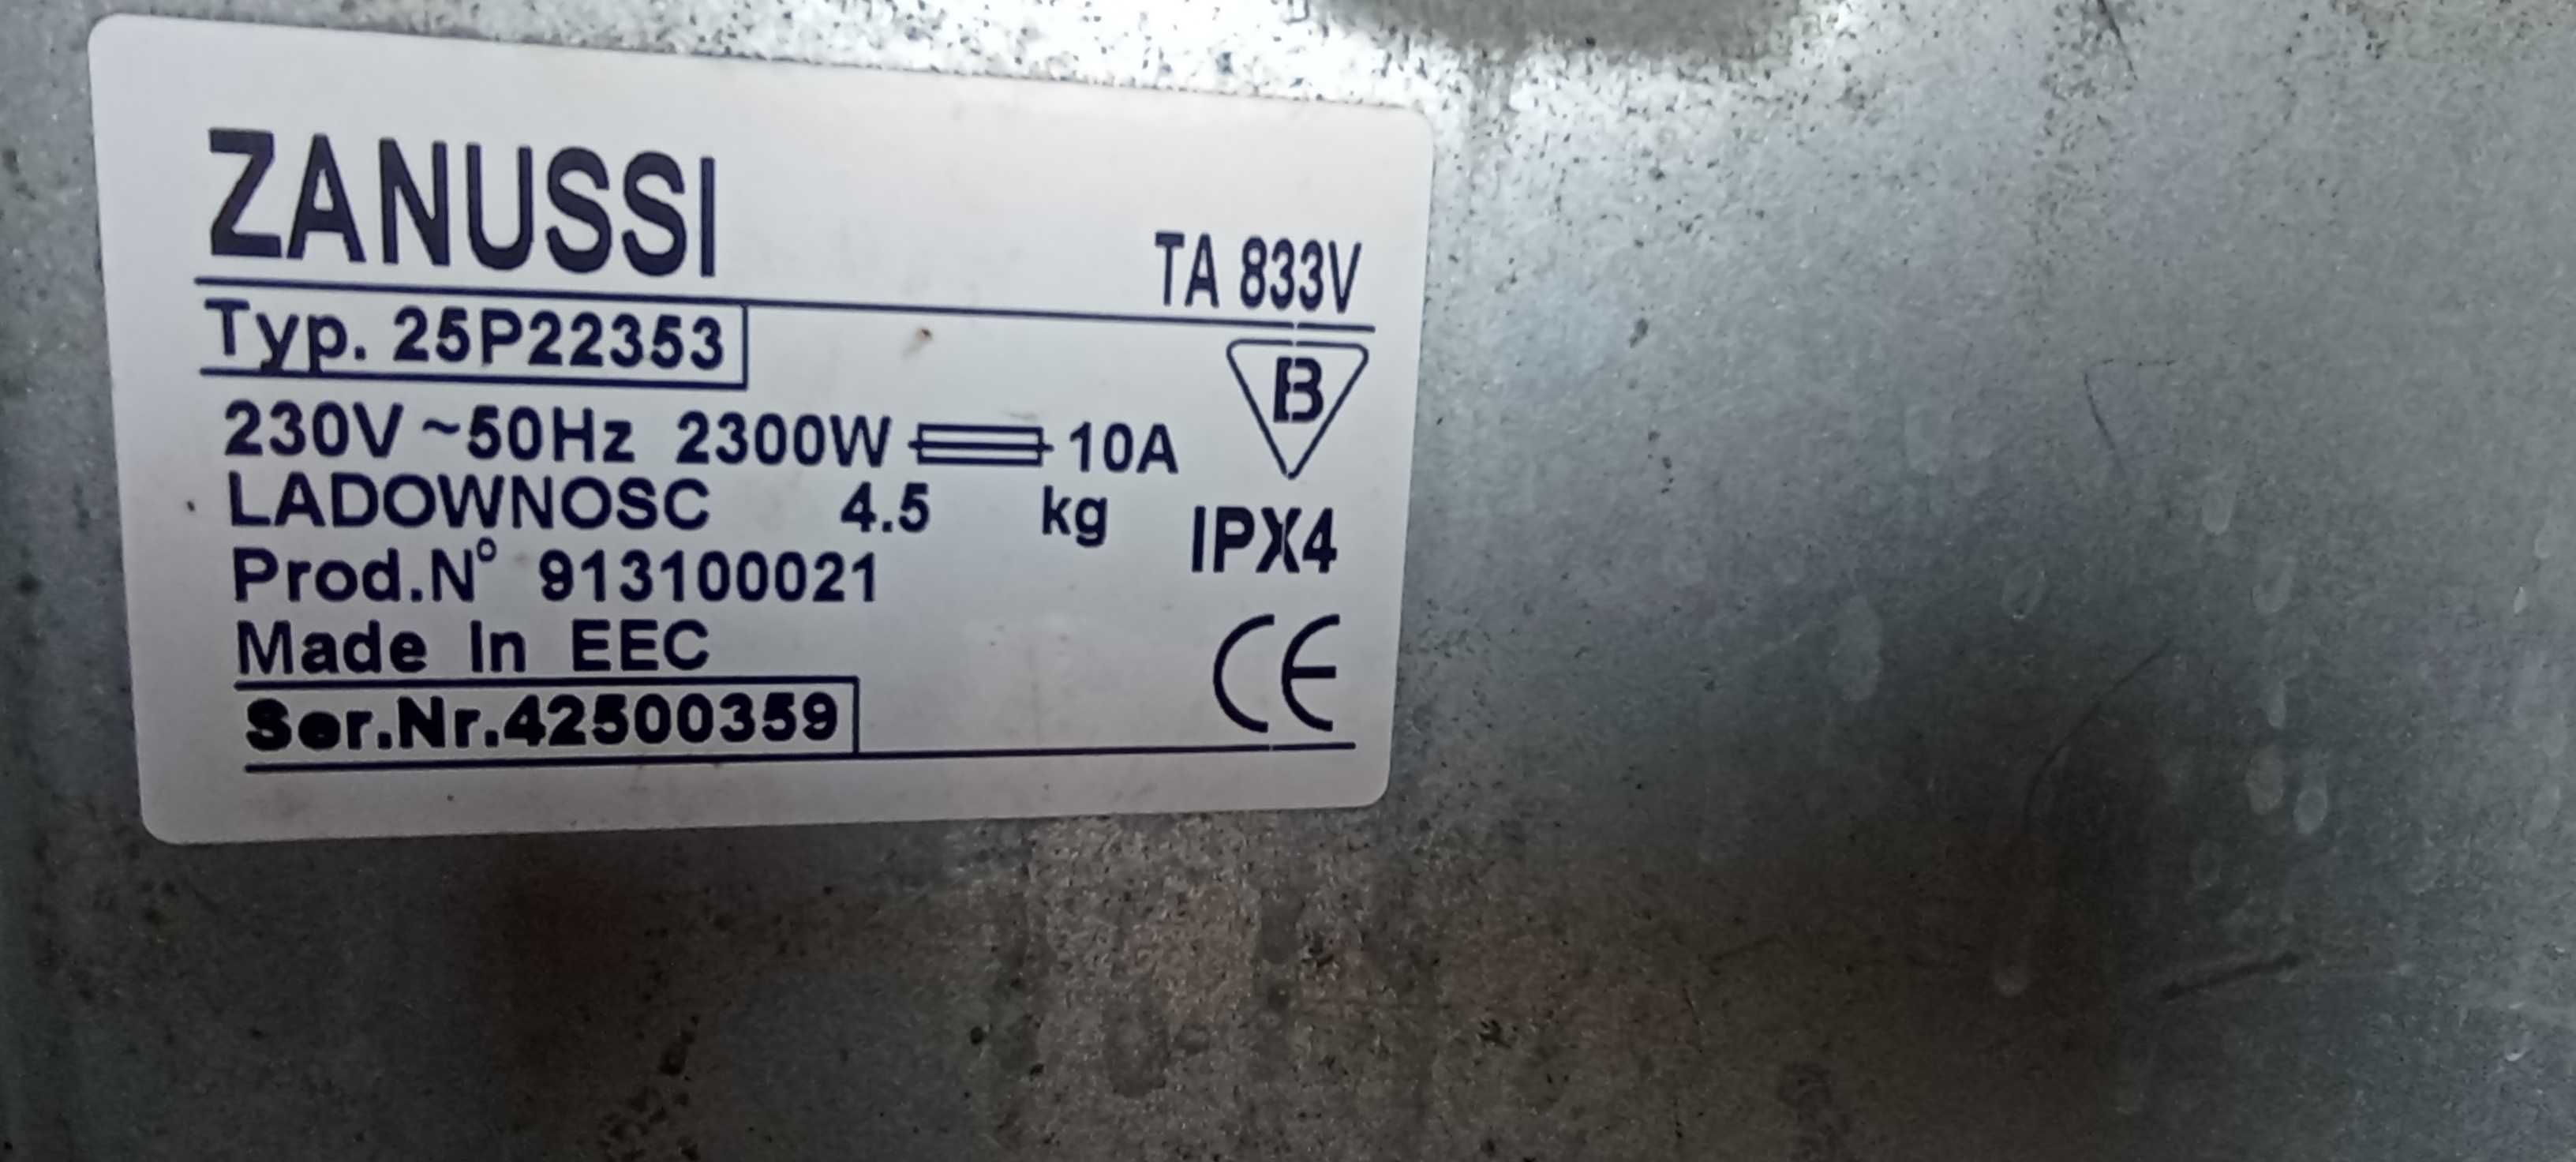 ZANUSSI
TA 833V
Typ. 25P22353
B
230V ~50Hz 2300W 10A
LADOWNOSC 4.5 kg
IPX4
Prod.N° 913100021
Made In EEC
CE
Ser.Nr.42500359